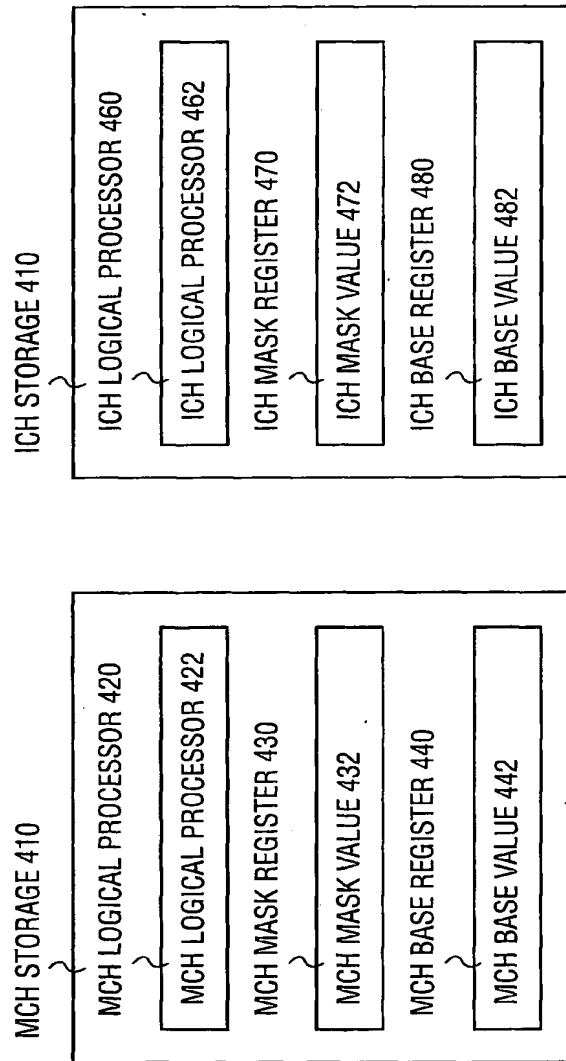 MCH STORAGE 410
MCH LOGICAL PROCESSOR 420
MCH LOGICAL PROCESSOR 422
MCH MASK REGISTER 430
MCH MASK VALUE 432
MCH BASE REGISTER 440
MCH BASE VALUE 442
ICH STORAGE 410
ICH LOGICAL PROCESSOR 460
ICH LOGICAL PROCESSOR 462
ICH MASK REGISTER 470
ICH MASK VALUE 472
ICH BASE REGISTER 480
ICH BASE VALUE 482